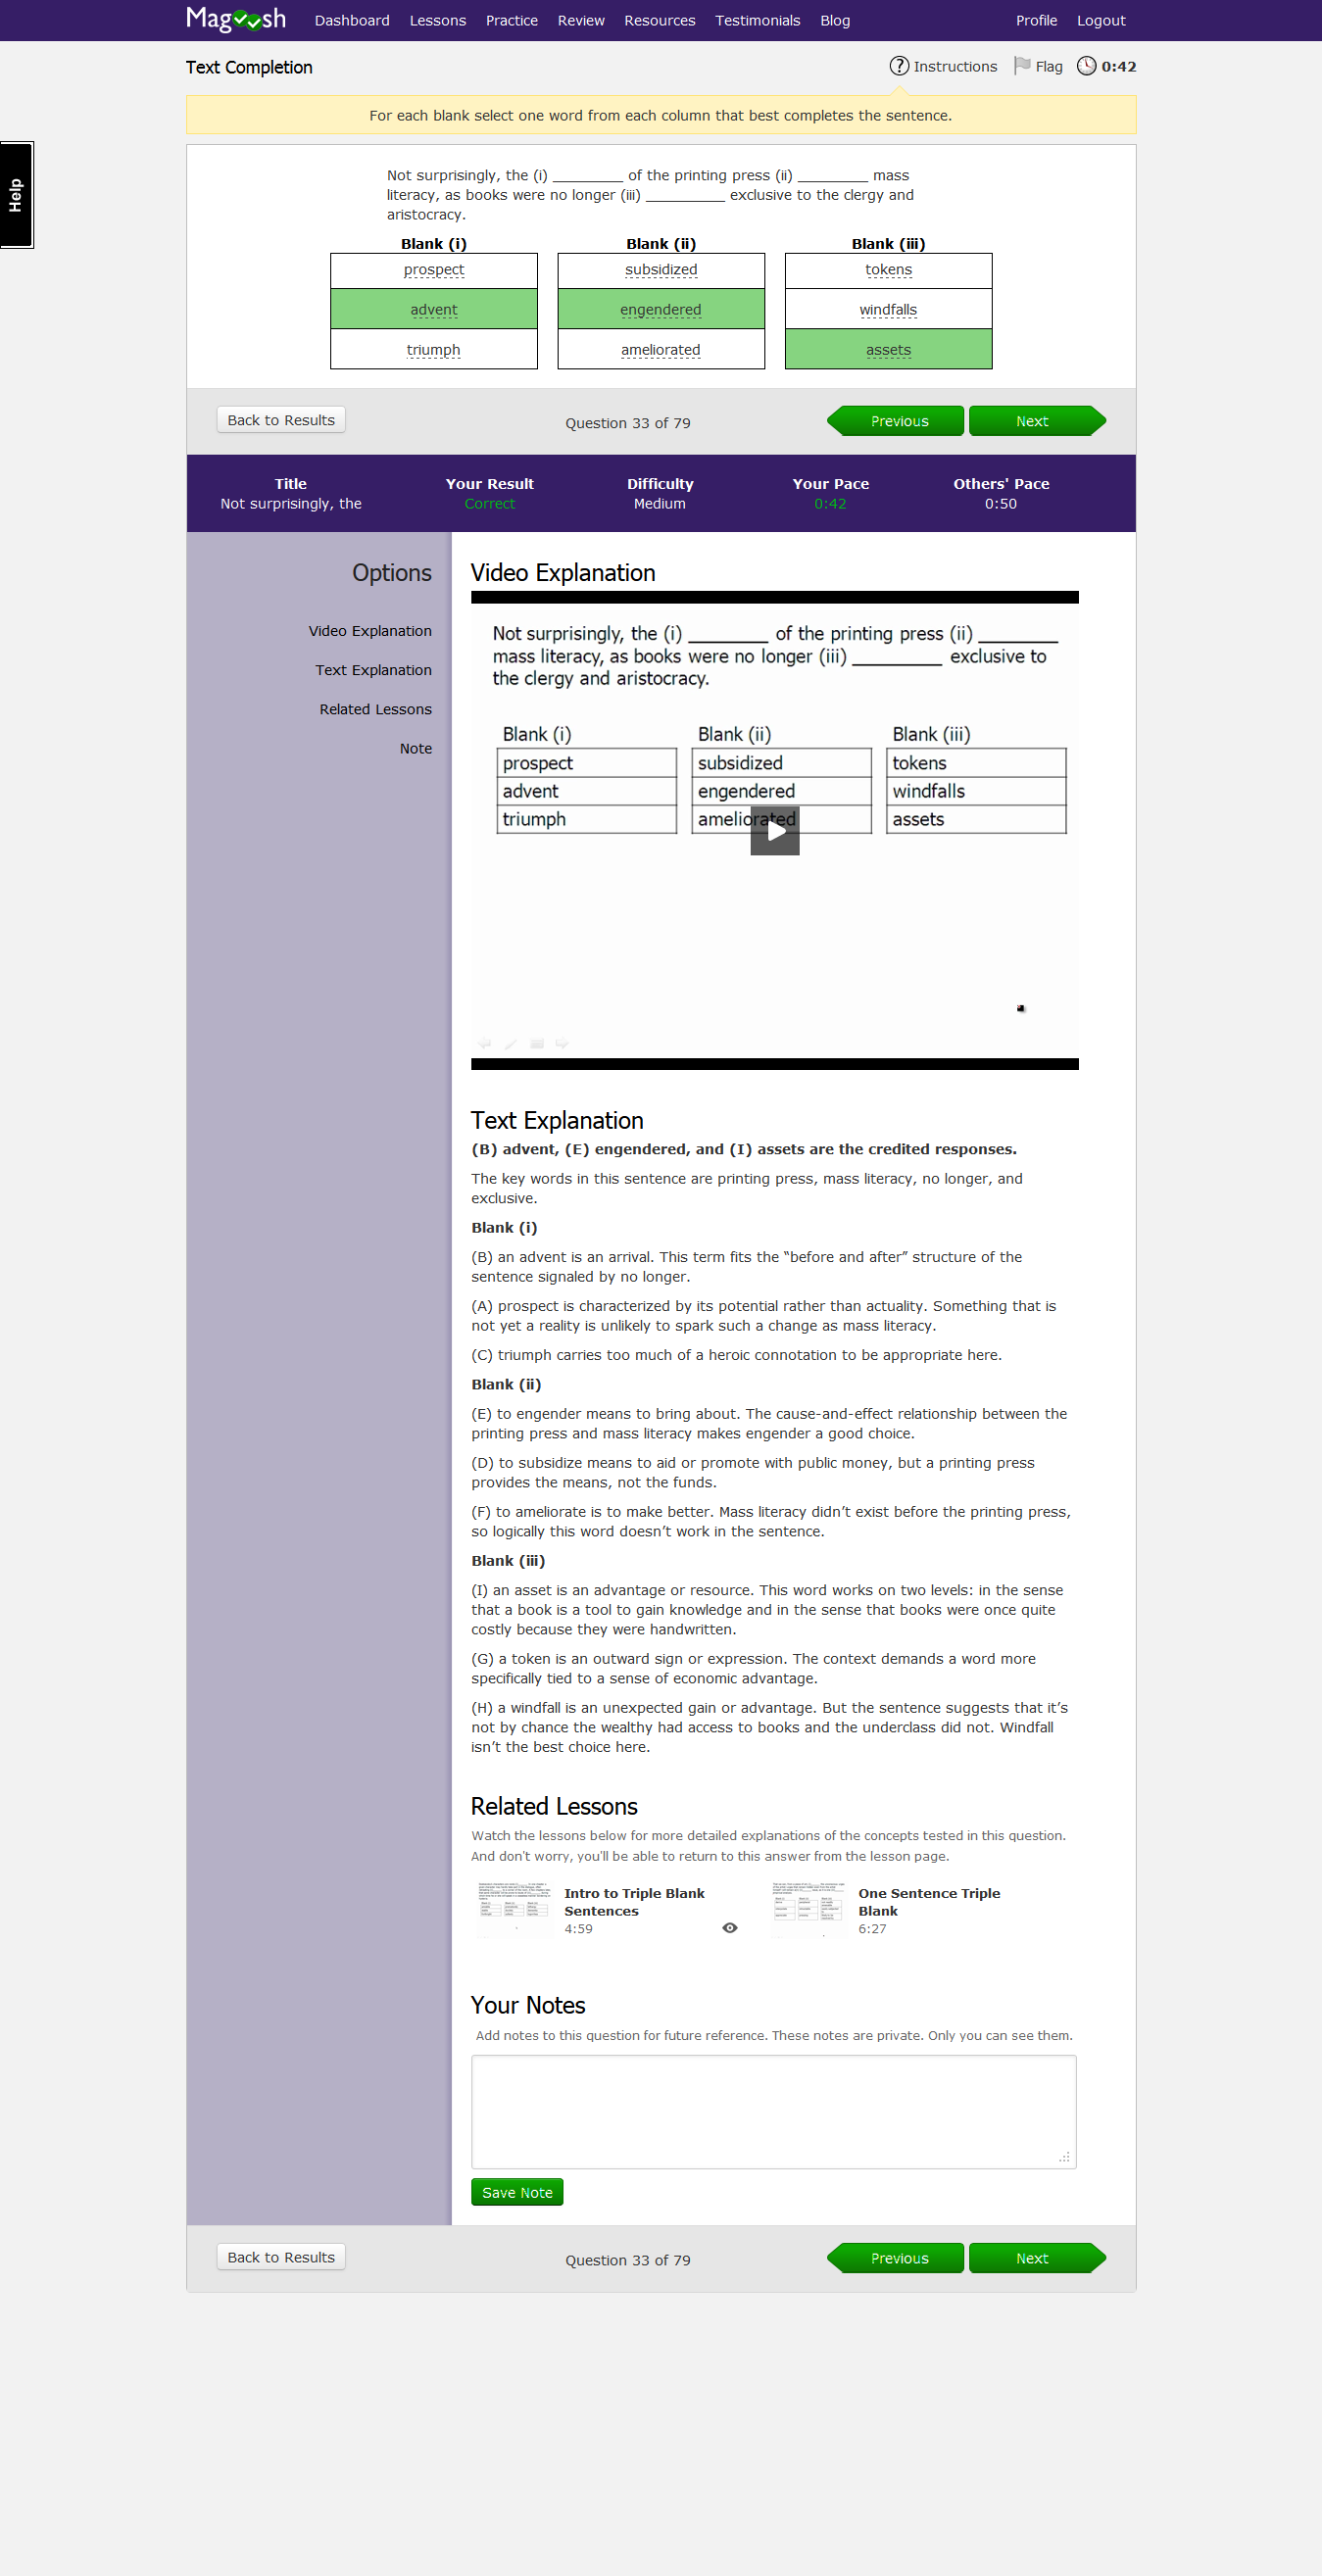 Magoosh Dashboard Lessons Practice Review Resources Testimonials Blog Profile Logout
Text Completion ? Instructions Flag 0:42
For each blank select one word from each column that best completes the sentence.
Help
Not surprisingly, the (i) _________ of the printing press (ii) _________ mass
literacy, as books were no longer (iii) __________ exclusive to the clergy and
aristocracy.
Blank (i) Blank (ii) Blank (iii)
prospect subsidized tokens
advent engendered windfalls
triumph ameliorated assets
Back to Results Question 33 of 79 Previous Next
Title Your Result Difficulty Your Pace Others' Pace
Not surprisingly, the Correct Medium 0:42 0:50
Options
Video Explanation
Text Explanation
Related Lessons
Note
Video Explanation
Not surprisingly, the (i) ________ of the printing press (ii) ________
mass literacy, as books were no longer (iii) _________ exclusive to
the clergy and aristocracy.
Blank (i) Blank (ii) Blank (iii)
prospect subsidized tokens
advent engendered windfalls
triumph ameliorated assets
Text Explanation
(B) advent, (E) engendered, and (I) assets are the credited responses.
The key words in this sentence are printing press, mass literacy, no longer, and
exclusive.
Blank (i)
(B) an advent is an arrival. This term fits the “before and after” structure of the
sentence signaled by no longer.
(A) prospect is characterized by its potential rather than actuality. Something that is
not yet a reality is unlikely to spark such a change as mass literacy.
(C) triumph carries too much of a heroic connotation to be appropriate here.
Blank (ii)
(E) to engender means to bring about. The cause-and-effect relationship between the
printing press and mass literacy makes engender a good choice.
(D) to subsidize means to aid or promote with public money, but a printing press
provides the means, not the funds.
(F) to ameliorate is to make better. Mass literacy didn’t exist before the printing press,
so logically this word doesn’t work in the sentence.
Blank (iii)
(I) an asset is an advantage or resource. This word works on two levels: in the sense
that a book is a tool to gain knowledge and in the sense that books were once quite
costly because they were handwritten.
(G) a token is an outward sign or expression. The context demands a word more
specifically tied to a sense of economic advantage.
(H) a windfall is an unexpected gain or advantage. But the sentence suggests that it’s
not by chance the wealthy had access to books and the underclass did not. Windfall
isn’t the best choice here.
Related Lessons
Watch the lessons below for more detailed explanations of the concepts tested in this question.
And don't worry, you'll be able to return to this answer from the lesson page.
Intro to Triple Blank
Sentences
4:59
One Sentence Triple
Blank
6:27
Your Notes
Add notes to this question for future reference. These notes are private. Only you can see them.
Save Note
Back to Results Question 33 of 79 Previous Next